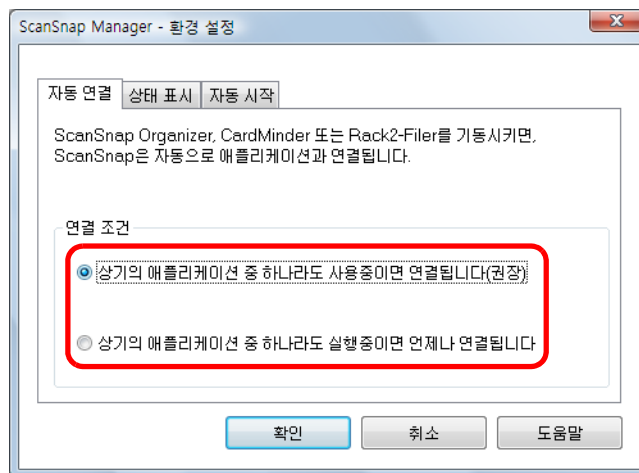 ScanSnap Manager - 환경 설정
자동 연결 상태 표시 자동 시작
ScanSnap Organizer, CardMinder 또는 Rack2-Filer를 기동시키면,
ScanSnap은 자동으로 애플리케이션과 연결됩니다.
연결 조건
상기의 애플리케이션 중 하나라도 사용중이면 연결됩니다(권장)
상기의 애플리케이션 중 하나라도 실행중이면 언제나 연결됩니다
확인 취소 도움말